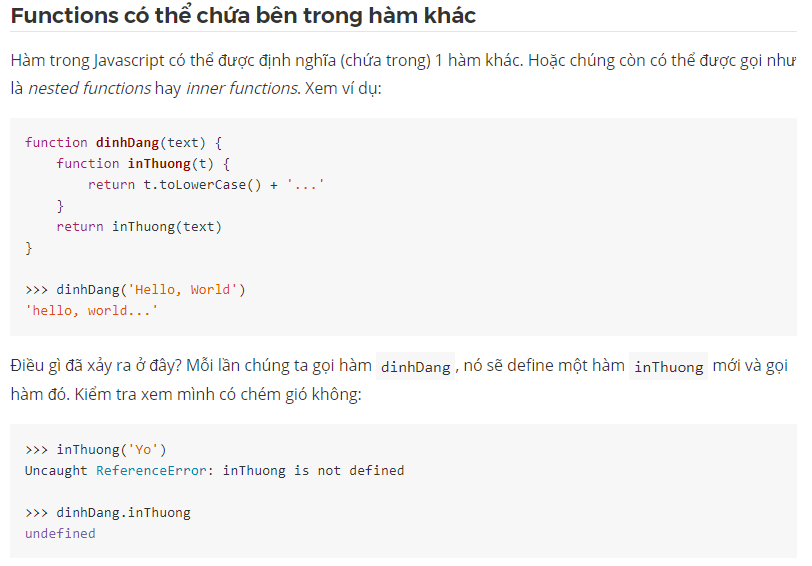 Functions có thể chứa bên trong hàm khác
Hàm trong Javascript có thể được định nghĩa (chứa trong) 1 hàm khác. Hoặc chúng còn có thể được gọi như
là nested functions hay inner functions. Xem ví dụ:
function dinhDang(text) {
    function inThuong(t) {
        return t.toLowerCase() + '...'
    }
    return inThuong(text)
}
>>> dinhDang('Hello, World')
'hello, world...'
Điều gì đã xảy ra ở đây? Mỗi lần chúng ta gọi hàm dinhDang, nó sẽ define một hàm inThuong mới và gọi
hàm đó. Kiểm tra xem mình có chém gió không:
>>> inThuong('Yo')
Uncaught ReferenceError: inThuong is not defined
>>> dinhDang.inThuong
undefined